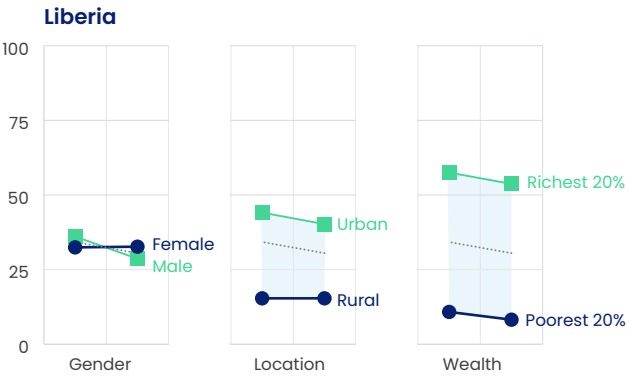 Liberia
100
75
50
25
0
Female
Male
Urban
Rural
Richest 20%
Poorest 20%
Gender
Location
Wealth